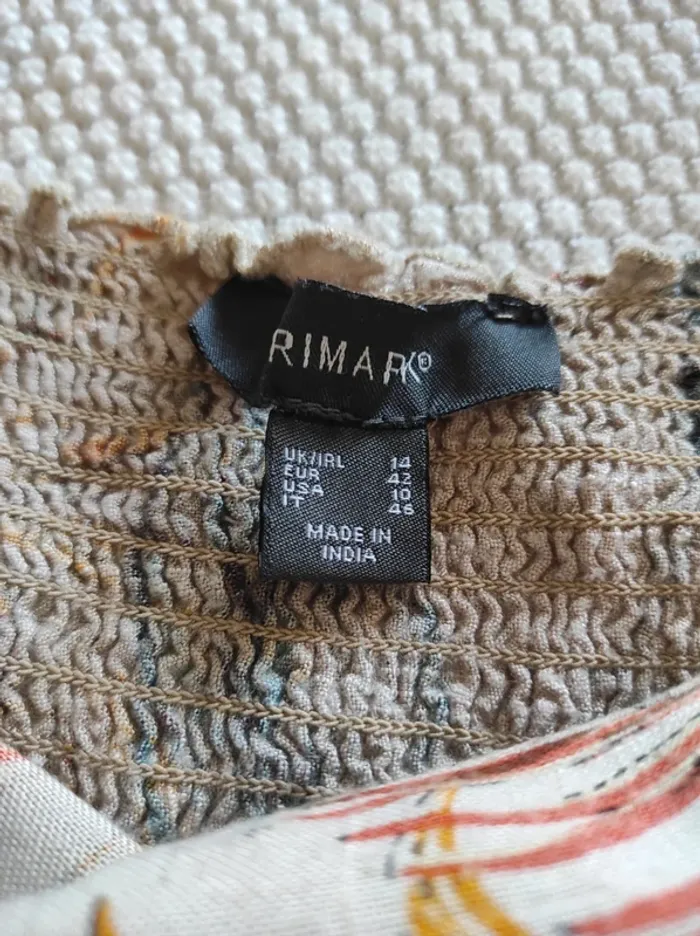 RIMARK®
UK/IRL 14
EUR 42
USA 10
IT 46
MADE IN
INDIA